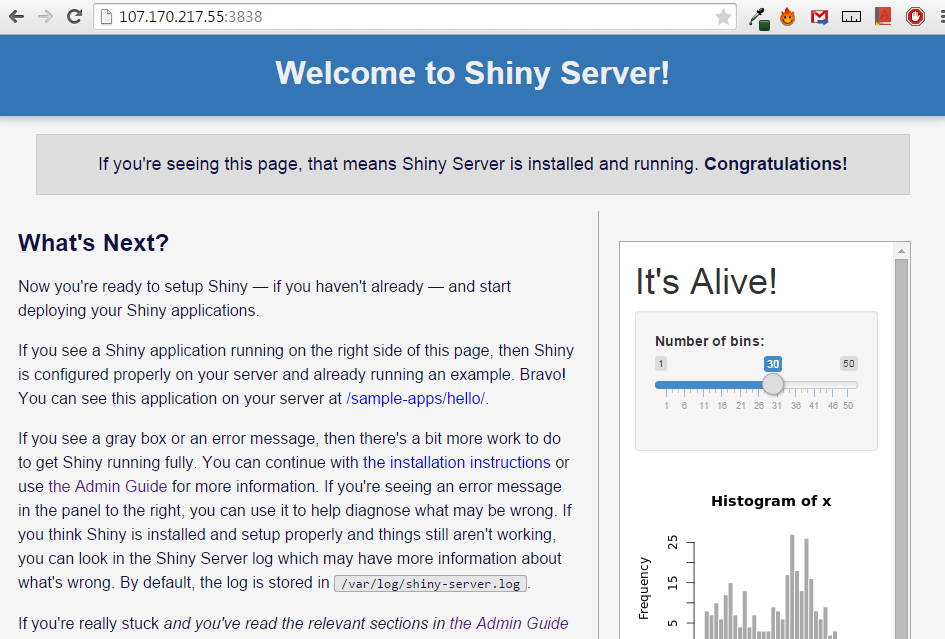 107.170.217.55:3838
Welcome to Shiny Server!
If you're seeing this page, that means Shiny Server is installed and running. Congratulations!
What's Next?
Now you're ready to setup Shiny — if you haven't already — and start
deploying your Shiny applications.
If you see a Shiny application running on the right side of this page, then Shiny
is configured properly on your server and already running an example. Bravo!
You can see this application on your server at /sample-apps/hello/.
If you see a gray box or an error message, then there's a bit more work to do
to get Shiny running fully. You can continue with the installation instructions or
use the Admin Guide for more information. If you're seeing an error message
in the panel to the right, you can use it to help diagnose what may be wrong. If
you think Shiny is installed and setup properly and things still aren't working,
you can look in the Shiny Server log which may have more information about
what's wrong. By default, the log is stored in /var/log/shiny-server.log.
If you're really stuck and you've read the relevant sections in the Admin Guide
It's Alive!
Number of bins:
1 30 50
1 6 11 16 21 26 31 36 41 46 50
Histogram of x
Frequency
25
15
5